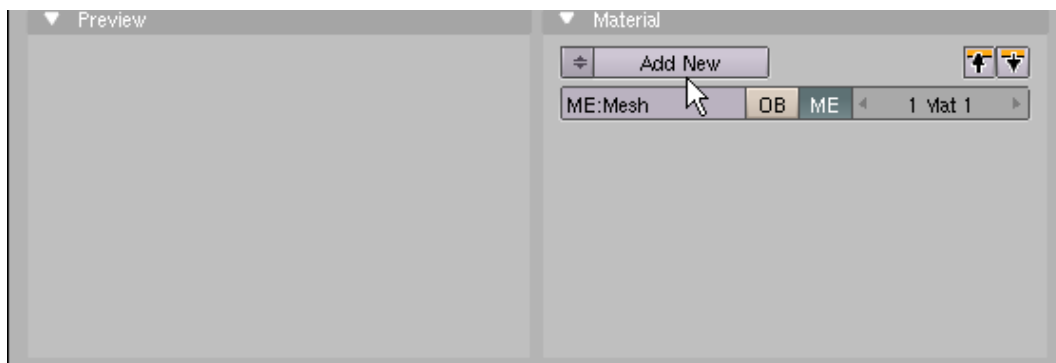 Preview
Material
Add New
ME:Mesh OB ME 1 Mat 1